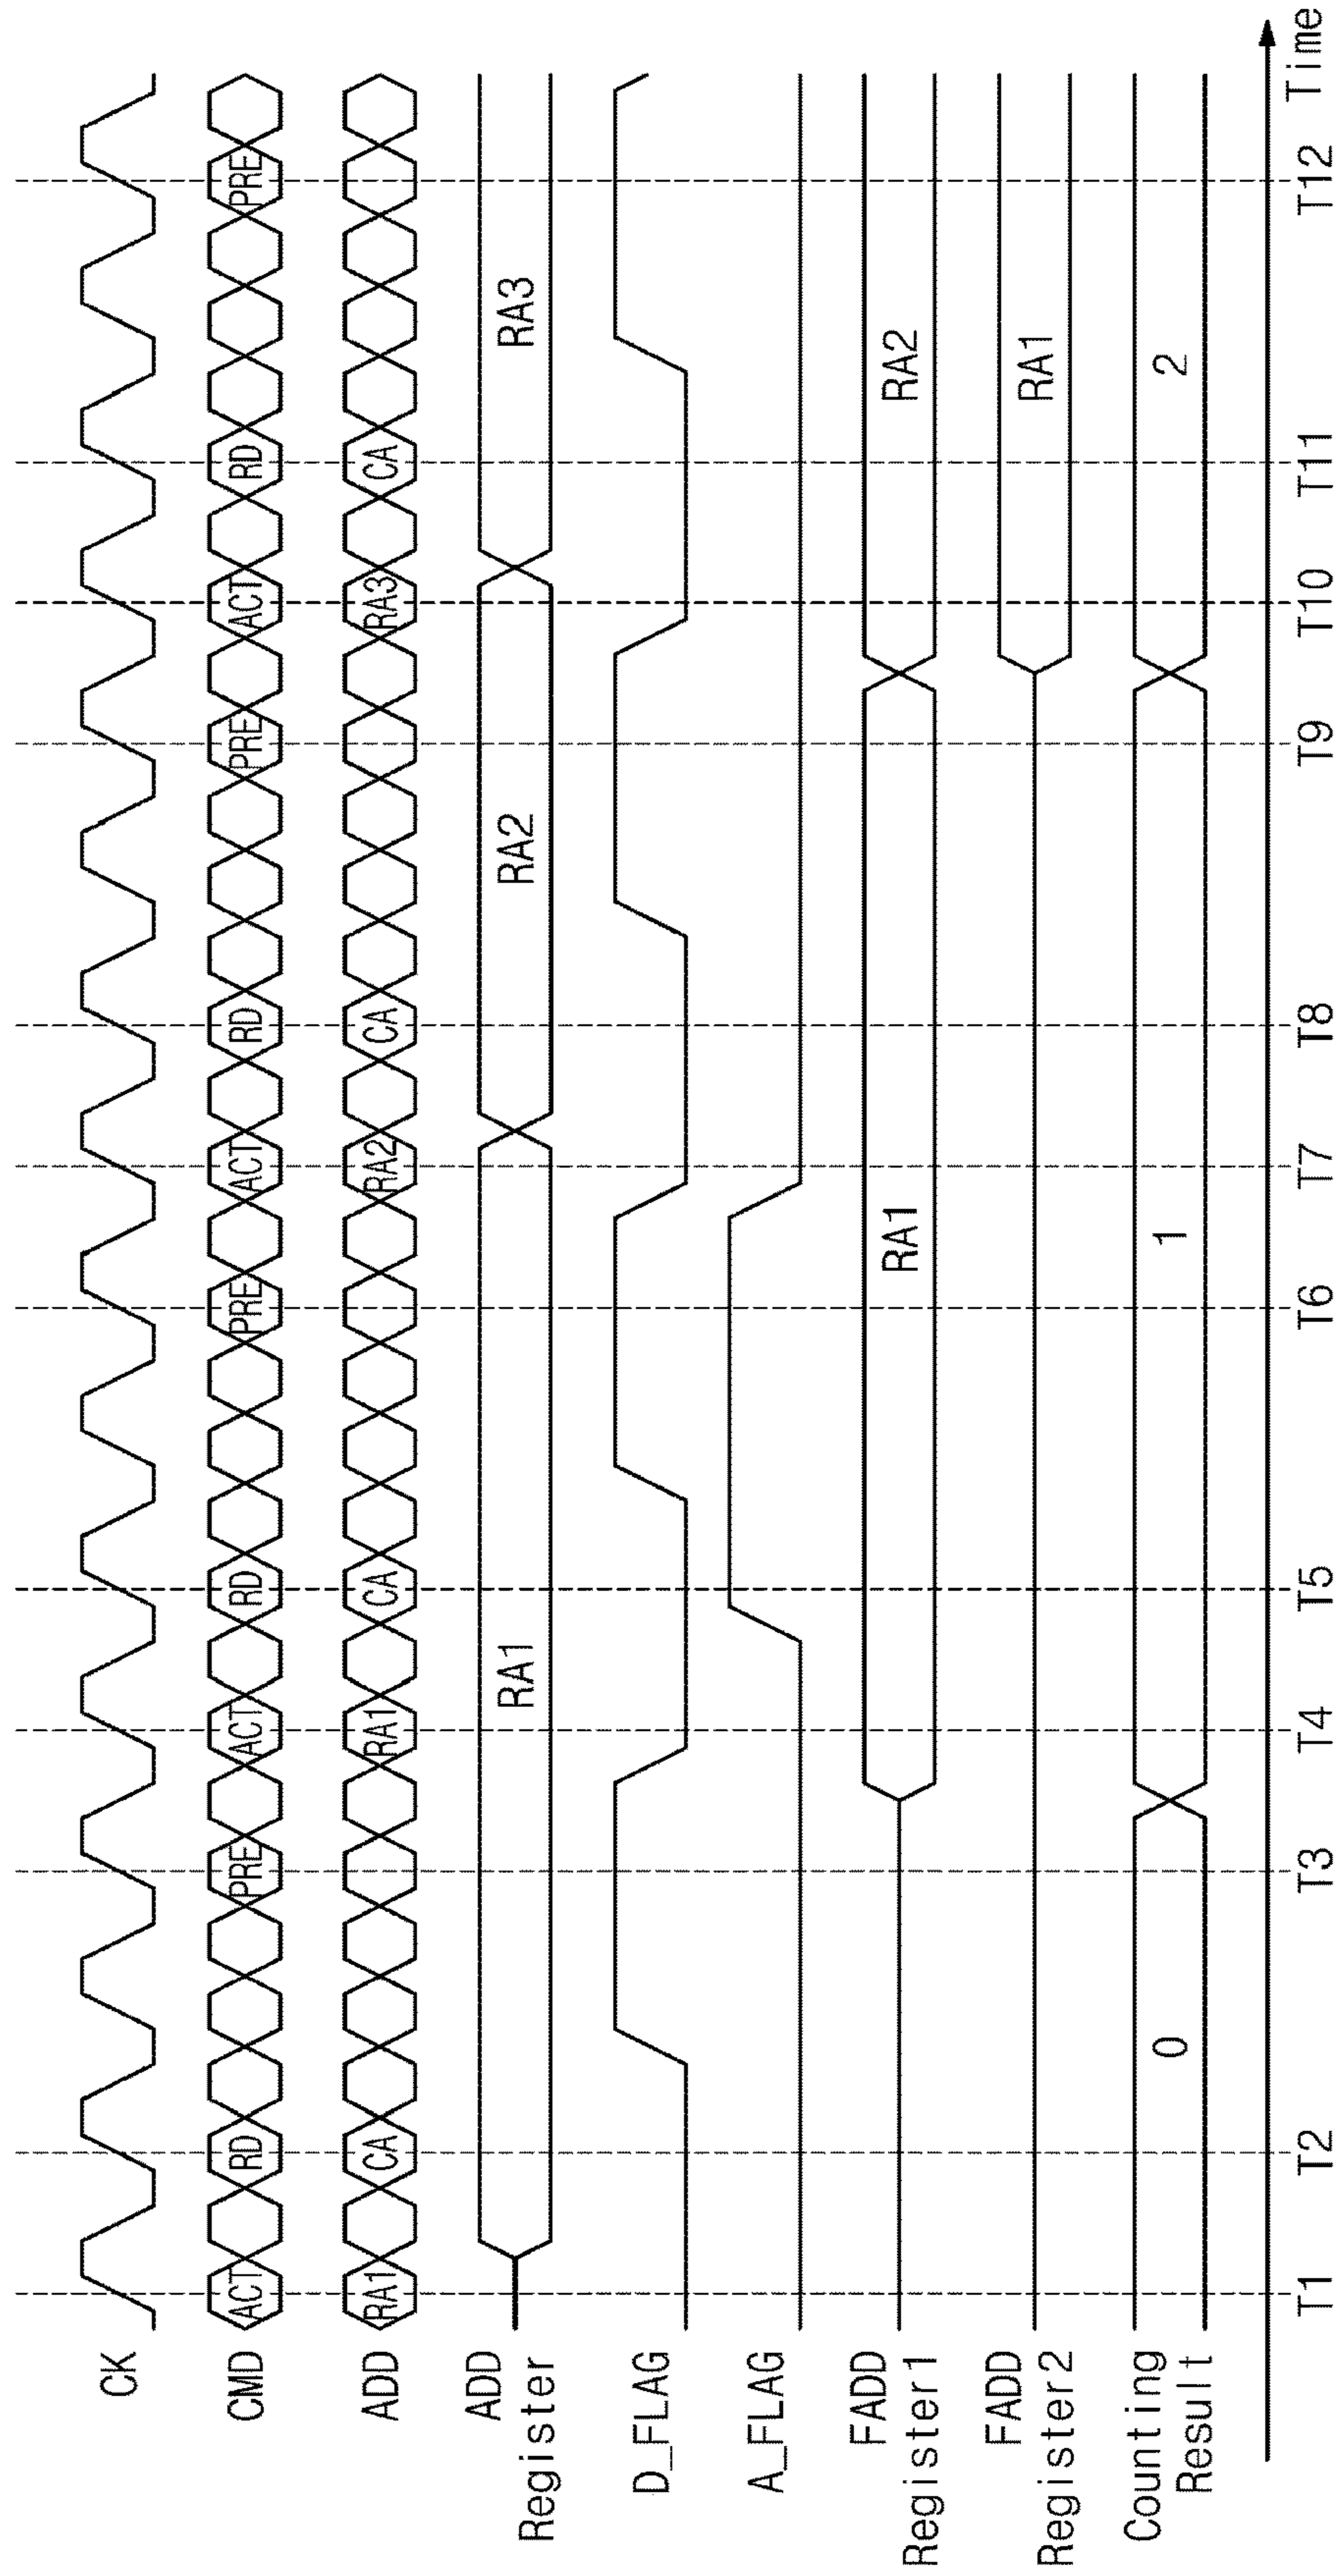 CK
CMD ACT RD PRE ACT RD PRE ACT RD PRE ACT RD PRE
ADD RA1 CA RA1 CA RA2 CA RA3 CA
ADD
Register RA1 RA2 RA3
D_FLAG
A_FLAG
FADD
Register1 RA1 RA2
FADD
Register2 RA1
Counting
Result 0 1 2
T1 T2 T3 T4 T5 T6 T7 T8 T9 T10 T11 T12
Time